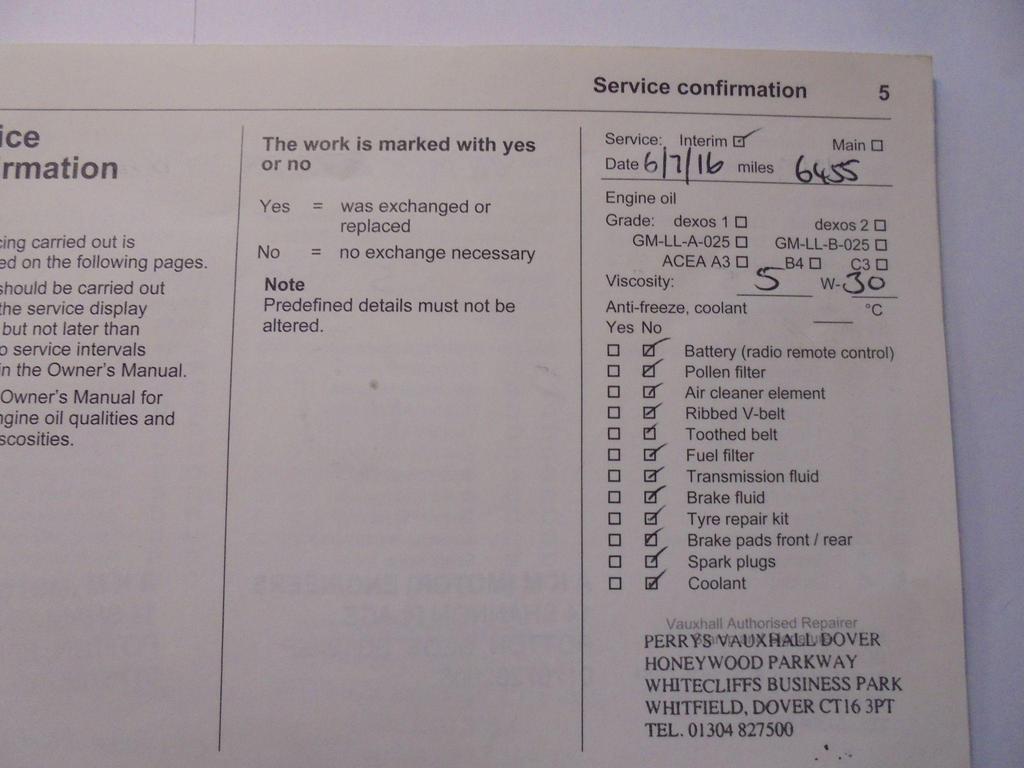 Service confirmation 5
ice
rmation
cing carried out is
ed on the following pages.
should be carried out
the service display
but not later than
o service intervals
in the Owner's Manual.
Owner's Manual for
ngine oil qualities and
scosities.
The work is marked with yes
or no
Yes = was exchanged or
replaced
No = no exchange necessary
Note
Predefined details must not be
altered.
Service: Interim ☑ Main ☐
Date 6/7/16 miles 6455
Engine oil
Grade: dexos 1 ☐ dexos 2 ☐
GM-LL-A-025 ☐ GM-LL-B-025 ☐
ACEA A3 ☐ B4 ☐ C3 ☐
Viscosity: 5 W-30
Anti-freeze, coolant °C
Yes No
☐ ☑ Battery (radio remote control)
☐ ☑ Pollen filter
☐ ☑ Air cleaner element
☐ ☑ Ribbed V-belt
☐ ☑ Toothed belt
☐ ☑ Fuel filter
☐ ☑ Transmission fluid
☐ ☑ Brake fluid
☐ ☑ Tyre repair kit
☐ ☑ Brake pads front / rear
☐ ☑ Spark plugs
☐ ☑ Coolant
Vauxhall Authorised Repairer
PERRYS VAUXHALL DOVER
HONEYWOOD PARKWAY
WHITECLIFFS BUSINESS PARK
WHITFIELD, DOVER CT16 3PT
TEL. 01304 827500